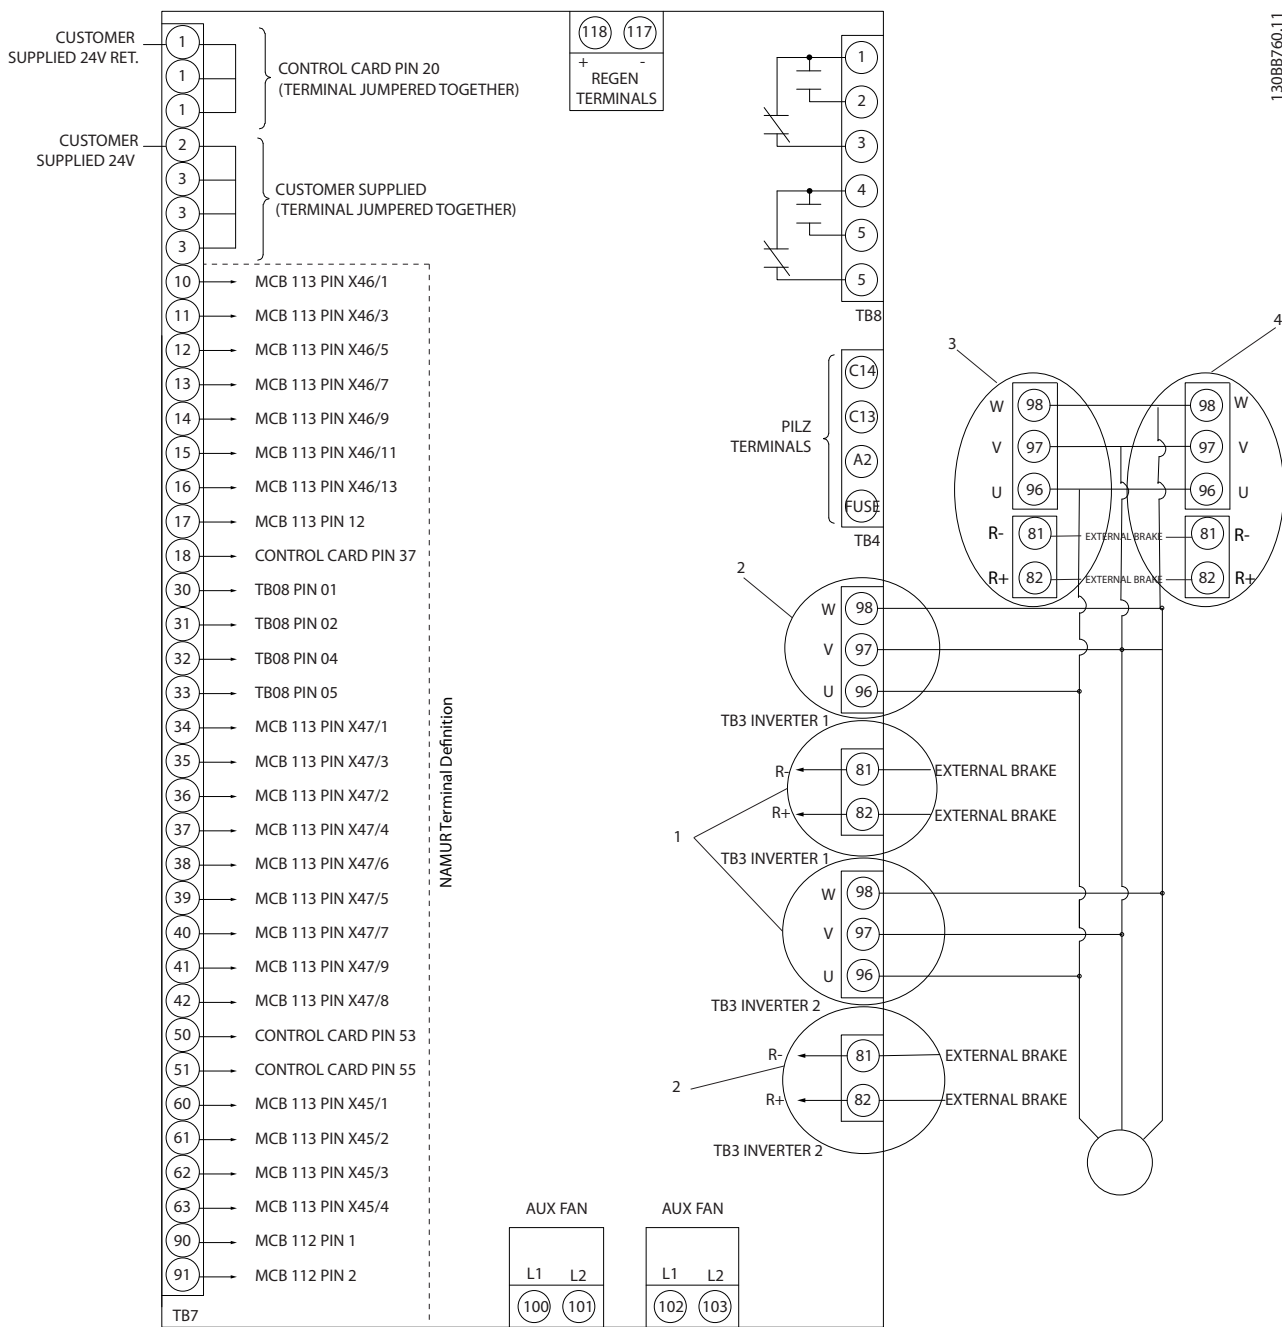 130BB760.11
CUSTOMER
SUPPLIED 24V RET.
1
1
1
CONTROL CARD PIN 20
(TERMINAL JUMPERED TOGETHER)
CUSTOMER
SUPPLIED 24V
2
3
3
3
CUSTOMER SUPPLIED
(TERMINAL JUMPERED TOGETHER)
10 MCB 113 PIN X46/1
11 MCB 113 PIN X46/3
12 MCB 113 PIN X46/5
13 MCB 113 PIN X46/7
14 MCB 113 PIN X46/9
15 MCB 113 PIN X46/11
16 MCB 113 PIN X46/13
17 MCB 113 PIN 12
18 CONTROL CARD PIN 37
30 TB08 PIN 01
31 TB08 PIN 02
32 TB08 PIN 04
33 TB08 PIN 05
34 MCB 113 PIN X47/1
35 MCB 113 PIN X47/3
36 MCB 113 PIN X47/2
37 MCB 113 PIN X47/4
38 MCB 113 PIN X47/6
39 MCB 113 PIN X47/5
40 MCB 113 PIN X47/7
41 MCB 113 PIN X47/9
42 MCB 113 PIN X47/8
50 CONTROL CARD PIN 53
51 CONTROL CARD PIN 55
60 MCB 113 PIN X45/1
61 MCB 113 PIN X45/2
62 MCB 113 PIN X45/3
63 MCB 113 PIN X45/4
90 MCB 112 PIN 1
91 MCB 112 PIN 2
TB7
NAMUR Terminal Definition
118 117
+ -
REGEN
TERMINALS
1
2
3
4
5
5
TB8
PILZ
TERMINALS
C14
C13
A2
FUSE
TB4
2
W 98
V 97
U 96
TB3 INVERTER 1
R- 81 EXTERNAL BRAKE
R+ 82 EXTERNAL BRAKE
1
TB3 INVERTER 1
W 98
V 97
U 96
TB3 INVERTER 2
R- 81 EXTERNAL BRAKE
2
R+ 82 EXTERNAL BRAKE
TB3 INVERTER 2
3
4
W 98 98 W
V 97 97 V
U 96 96 U
R- 81 EXTERNAL BRAKE 81 R-
R+ 82 EXTERNAL BRAKE 82 R+
AUX FAN
L1 L2
100 101
AUX FAN
L1 L2
102 103